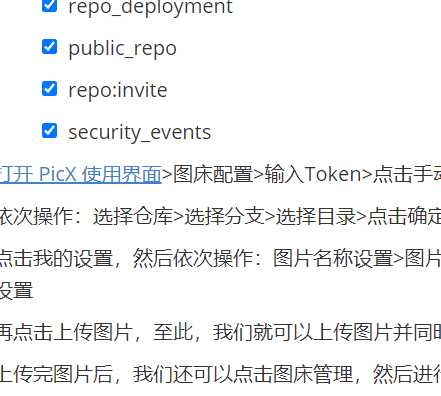 repo_deployment
public_repo
repo:invite
security_events
打开 PicX 使用界面>图床配置>输入Token>点击手动
依次操作：选择仓库>选择分支>选择目录>点击确定
点击我的设置，然后依次操作：图片名称设置>图片
设置
再点击上传图片，至此，我们就可以上传图片并同时
上传完图片后，我们还可以点击图床管理，然后进行